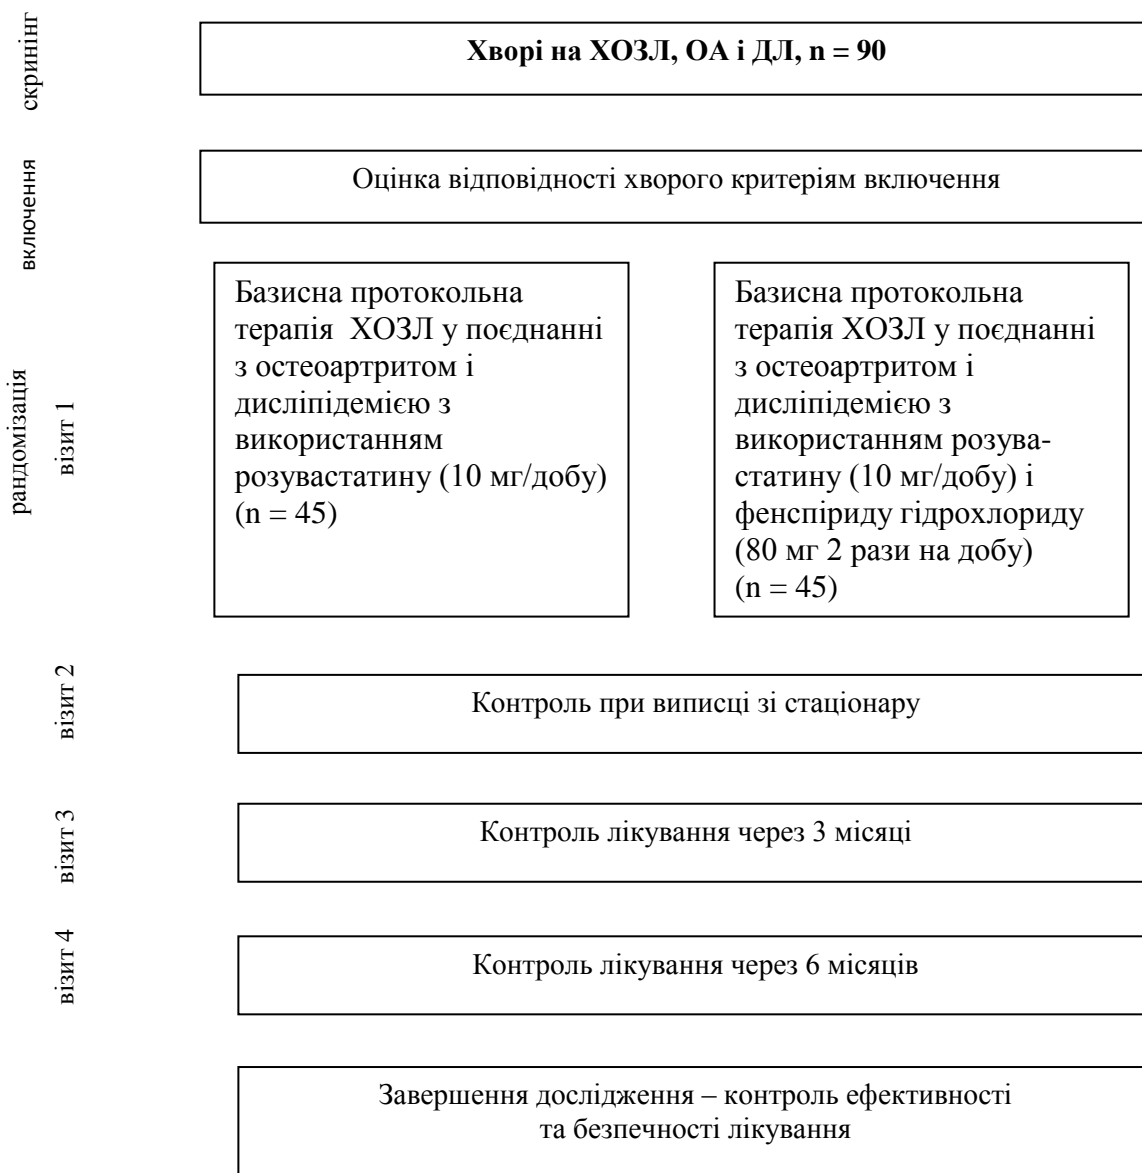 скринінг
Хворі на ХОЗЛ, ОА і ДЛ, n = 90
включення
Оцінка відповідності хворого критеріям включення
рандомізація
візит 1
Базисна протокольна
терапія ХОЗЛ у поєднанні
з остеоартритом і
дисліпідемією з
використанням
розувастатину (10 мг/добу)
(n = 45)
Базисна протокольна
терапія ХОЗЛ у поєднанні
з остеоартритом і
дисліпідемією з
використанням розува-
статину (10 мг/добу) і
фенспіриду гідрохлориду
(80 мг 2 рази на добу)
(n = 45)
візит 2
Контроль при виписці зі стаціонару
візит 3
Контроль лікування через 3 місяці
візит 4
Контроль лікування через 6 місяців
Завершення дослідження – контроль ефективності
та безпечності лікування